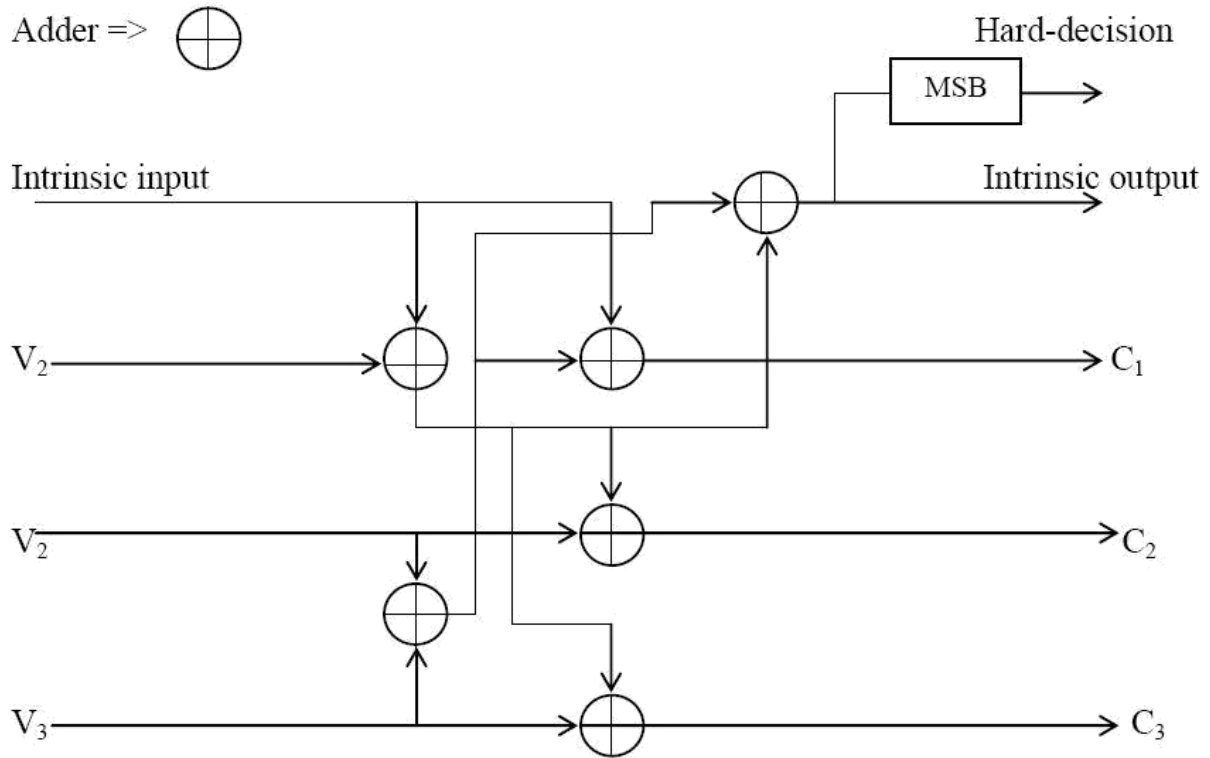 Adder =>
Hard-decision
MSB
Intrinsic input
Intrinsic output
V₂
C₁
V₂
C₂
V₃
C₃